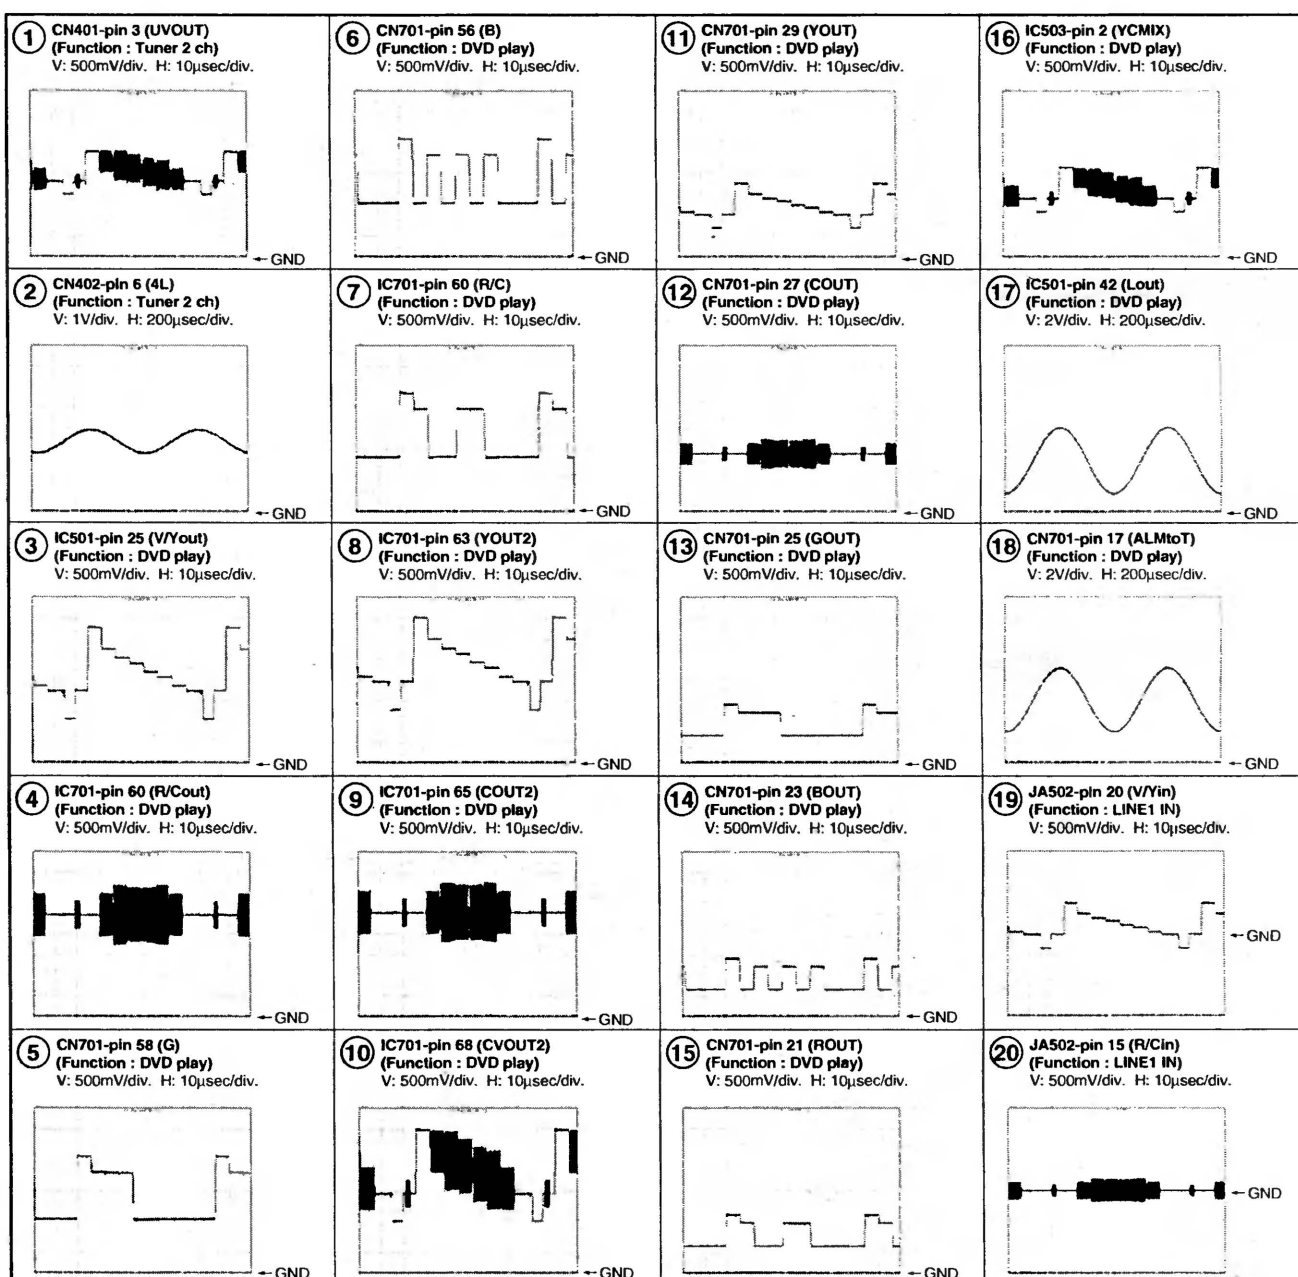 1 CN401-pin 3 (UVOUT)
(Function : Tuner 2 ch)
V: 500mV/div. H: 10μsec/div.
←GND
2 CN402-pin 6 (4L)
(Function : Tuner 2 ch)
V: 1V/div. H: 200μsec/div.
←GND
3 IC501-pin 25 (V/Yout)
(Function : DVD play)
V: 500mV/div. H: 10μsec/div.
←GND
4 IC701-pin 60 (R/Cout)
(Function : DVD play)
V: 500mV/div. H: 10μsec/div.
←GND
5 CN701-pin 58 (G)
(Function : DVD play)
V: 500mV/div. H: 10μsec/div.
←GND
6 CN701-pin 56 (B)
(Function : DVD play)
V: 500mV/div. H: 10μsec/div.
7 IC701-pin 60 (R/C)
(Function : DVD play)
V: 500mV/div. H: 10μsec/div.
8 IC701-pin 63 (YOUT2)
(Function : DVD play)
V: 500mV/div. H: 10μsec/div.
9 IC701-pin 65 (COUT2)
(Function : DVD play)
V: 500mV/div. H: 10μsec/div.
←GND
10 IC701-pin 68 (CVOUT2)
(Function : DVD play)
V: 500mV/div. H: 10μsec/div.
←GND
11 CN701-pin 29 (YOUT)
(Function : DVD play)
V: 500mV/div. H: 10μsec/div.
←GND
12 CN701-pin 27 (COUT)
(Function : DVD play)
V: 500mV/div. H: 10μsec/div.
←GND
13 CN701-pin 25 (GOUT)
(Function : DVD play)
V: 500mV/div. H: 10μsec/div.
←GND
14 CN701-pin 23 (BOUT)
(Function : DVD play)
V: 500mV/div. H: 10μsec/div.
←GND
15 CN701-pin 21 (ROUT)
(Function : DVD play)
V: 500mV/div. H: 10μsec/div.
←GND
16 IC503-pin 2 (YCMIX)
(Function : DVD play)
V: 500mV/div. H: 10μsec/div.
←GND
17 IC501-pin 42 (Lout)
(Function : DVD play)
V: 2V/div. H: 200μsec/div.
←GND
18 CN701-pin 17 (ALMtoT)
(Function : DVD play)
V: 2V/div. H: 200μsec/div.
←GND
19 JA502-pin 20 (V/Yin)
(Function : LINE1 IN)
V: 500mV/div. H: 10μsec/div.
←GND
20 JA502-pin 15 (R/Cin)
(Function : LINE1 IN)
V: 500mV/div. H: 10μsec/div.
←GND